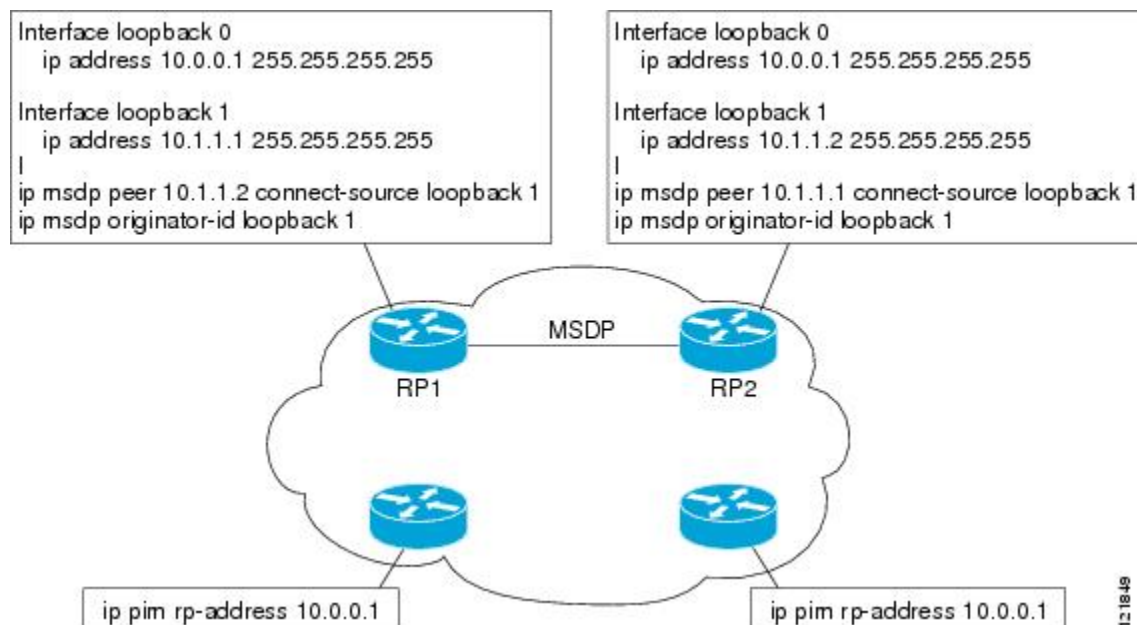 Interface loopback 0
ip address 10.0.0.1 255.255.255.255
Interface loopback 1
ip address 10.1.1.1 255.255.255.255
!
ip msdp peer 10.1.1.2 connect-source loopback 1
ip msdp originator-id loopback 1
Interface loopback 0
ip address 10.0.0.1 255.255.255.255
Interface loopback 1
ip address 10.1.1.2 255.255.255.255
!
ip msdp peer 10.1.1.1 connect-source loopback 1
ip msdp originator-id loopback 1
MSDP
RP1
RP2
ip pim rp-address 10.0.0.1
ip pim rp-address 10.0.0.1
121849